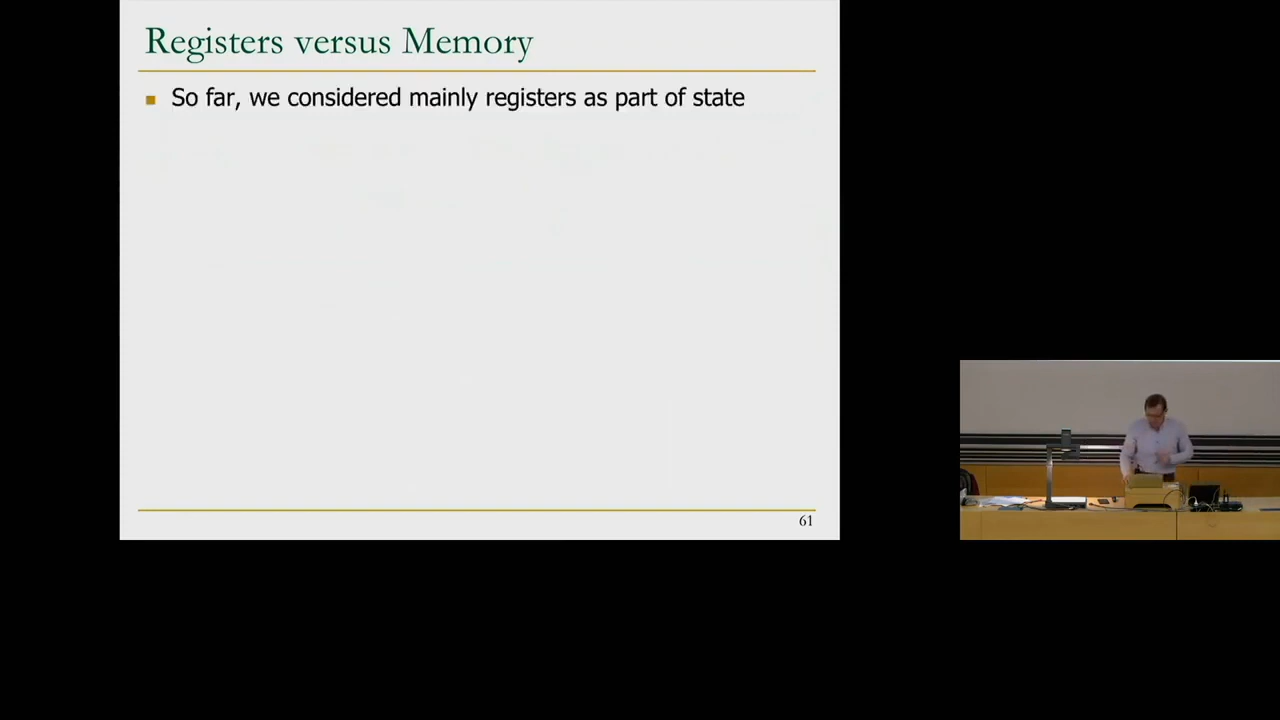 Registers versus Memory
So far, we considered mainly registers as part of state
61